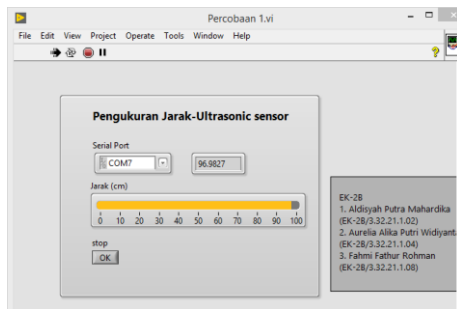 Percobaan 1.vi
File Edit View Project Operate Tools Window Help
Pengukuran Jarak-Ultrasonic sensor
Serial Port
COM7
96.9827
Jarak (cm)
0 10 20 30 40 50 60 70 80 90 100
stop
OK
EK-2B
1. Aldisyah Putra Mahardika
(EK-2B/3.32.21.1.02)
2. Aurelia Alika Putri Widiyant
(EK-2B/3.32.21.1.04)
3. Fahmi Fathur Rohman
(EK-2B/3.32.21.1.08)